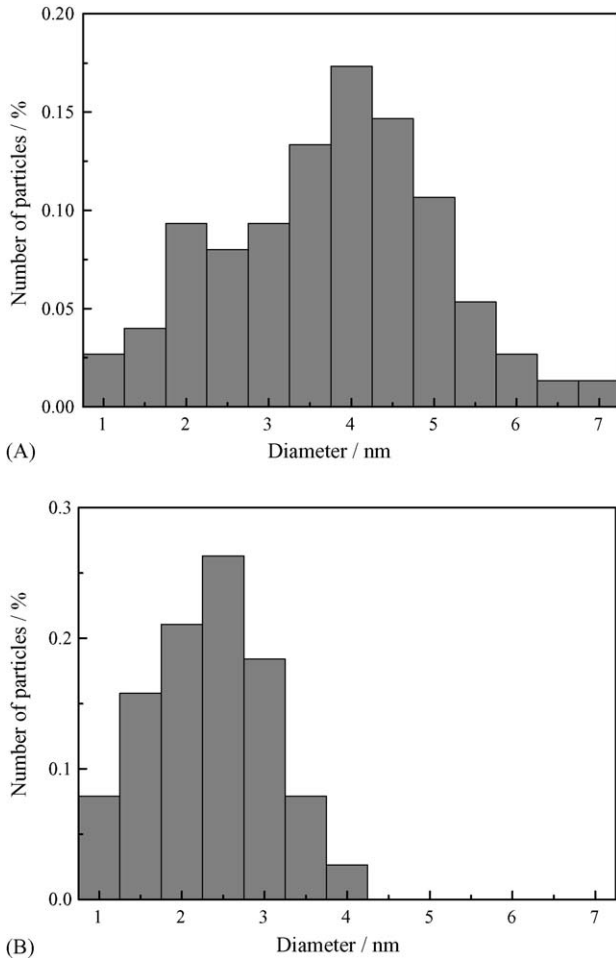 0.20
0.15
0.10
0.05
0.00
Number of particles / %
1 2 3 4 5 6 7
Diameter / nm
(A)
0.3
0.2
0.1
0.0
Number of particles / %
1 2 3 4 5 6 7
Diameter / nm
(B)